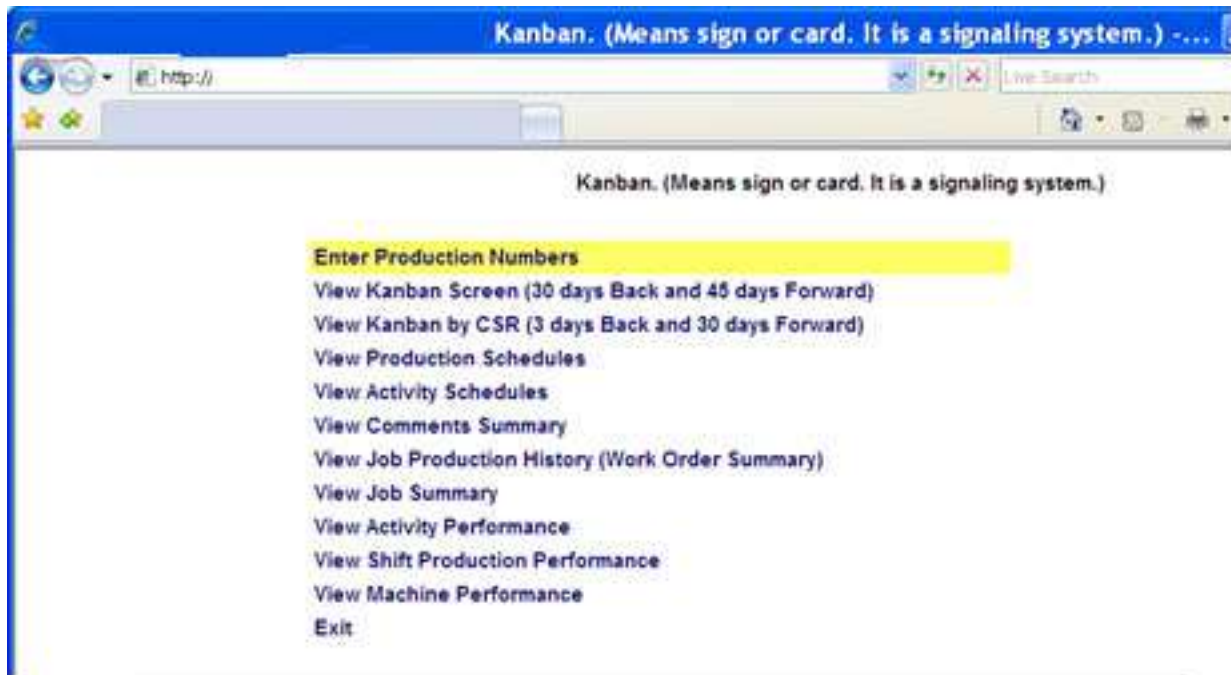 Kanban. (Means sign or card. It is a signaling system.) -...
http://
Live Search
Kanban. (Means sign or card. It is a signaling system.)
Enter Production Numbers
View Kanban Screen (30 days Back and 45 days Forward)
View Kanban by CSR (3 days Back and 30 days Forward)
View Production Schedules
View Activity Schedules
View Comments Summary
View Job Production History (Work Order Summary)
View Job Summary
View Activity Performance
View Shift Production Performance
View Machine Performance
Exit